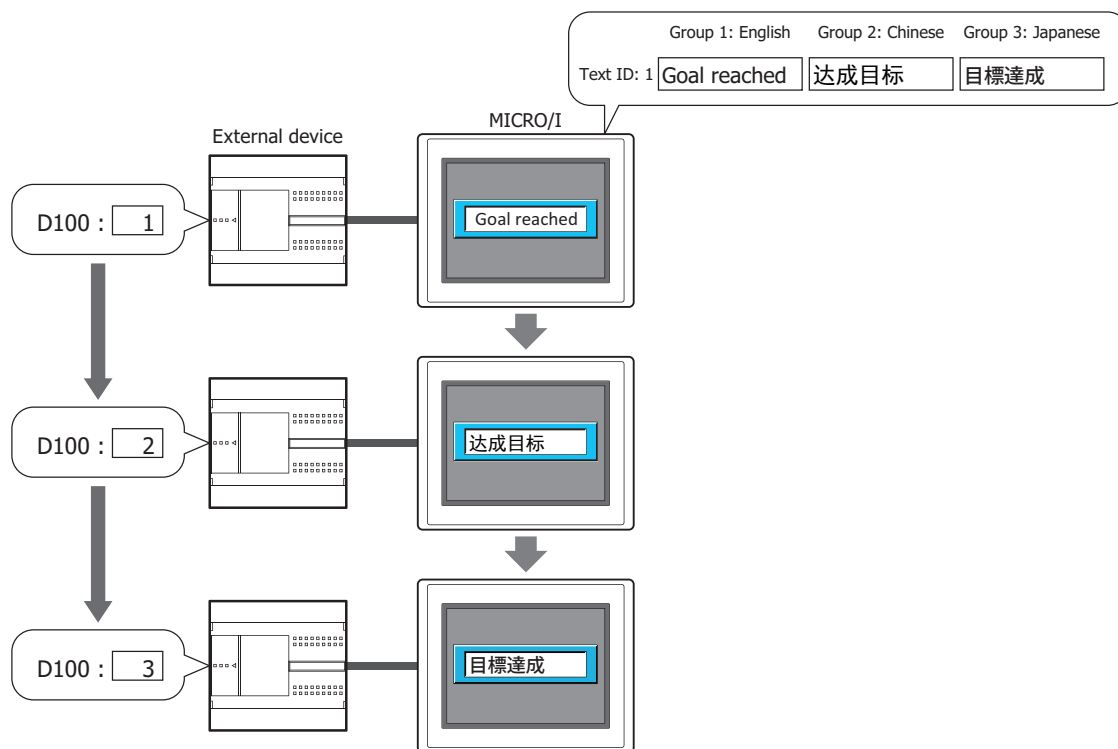 Group 1: English Group 2: Chinese Group 3: Japanese
Text ID: 1 Goal reached 达成目标 目標達成
MICRO/I
External device
D100 : 1
Goal reached
D100 : 2
达成目标
D100 : 3
目標達成